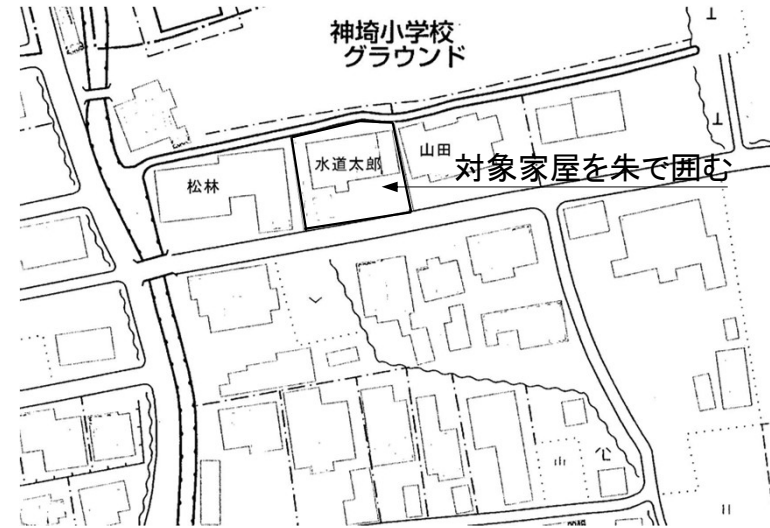 神埼小学校
グラウンド
水道太郎
山田
対象家屋を朱で囲む
松林